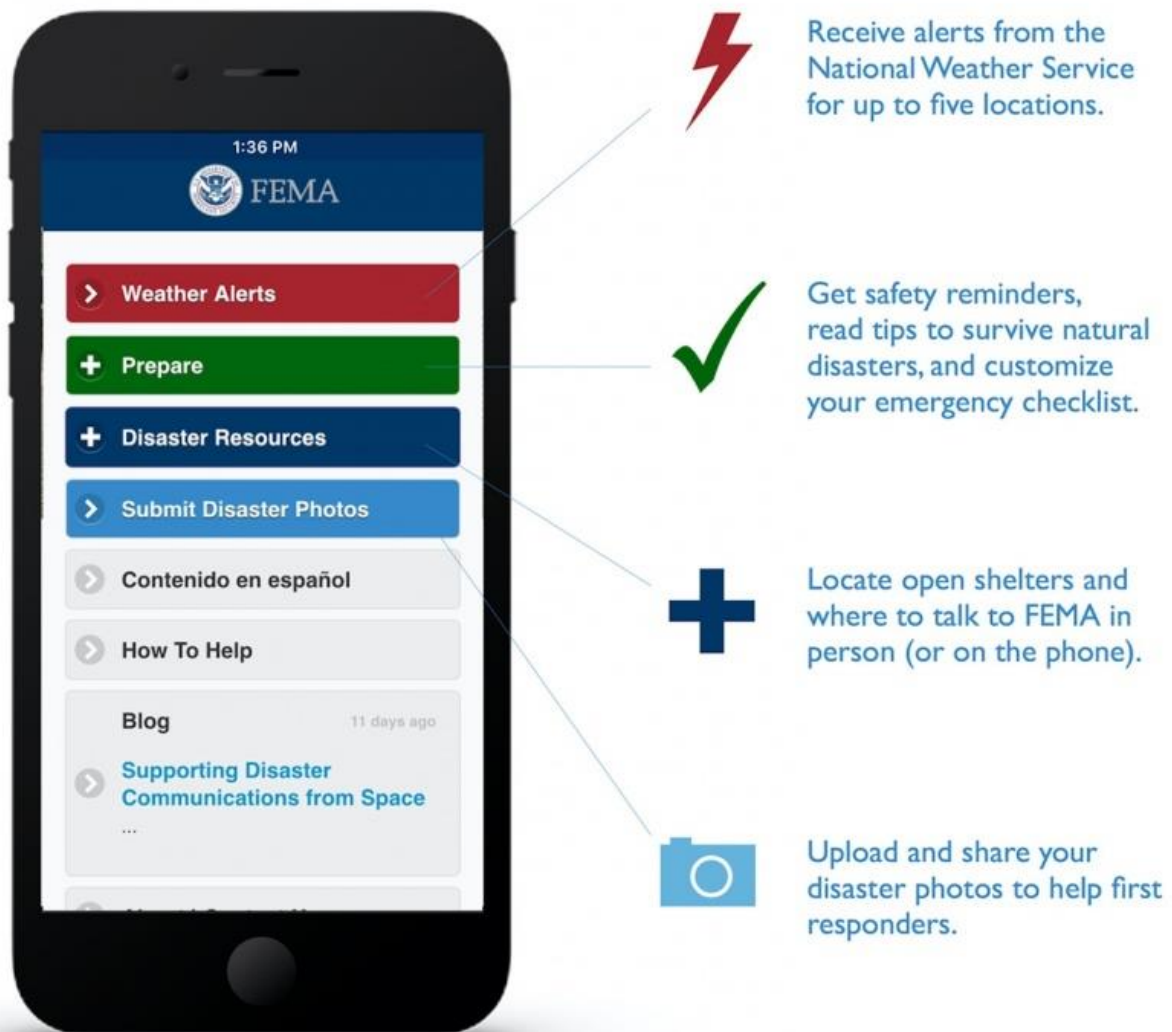 1:36 PM
FEMA
Weather Alerts
Prepare
Disaster Resources
Submit Disaster Photos
Contenido en español
How To Help
Blog 11 days ago
Supporting Disaster
Communications from Space
...
Receive alerts from the
National Weather Service
for up to five locations.
Get safety reminders,
read tips to survive natural
disasters, and customize
your emergency checklist.
Locate open shelters and
where to talk to FEMA in
person (or on the phone).
Upload and share your
disaster photos to help first
responders.